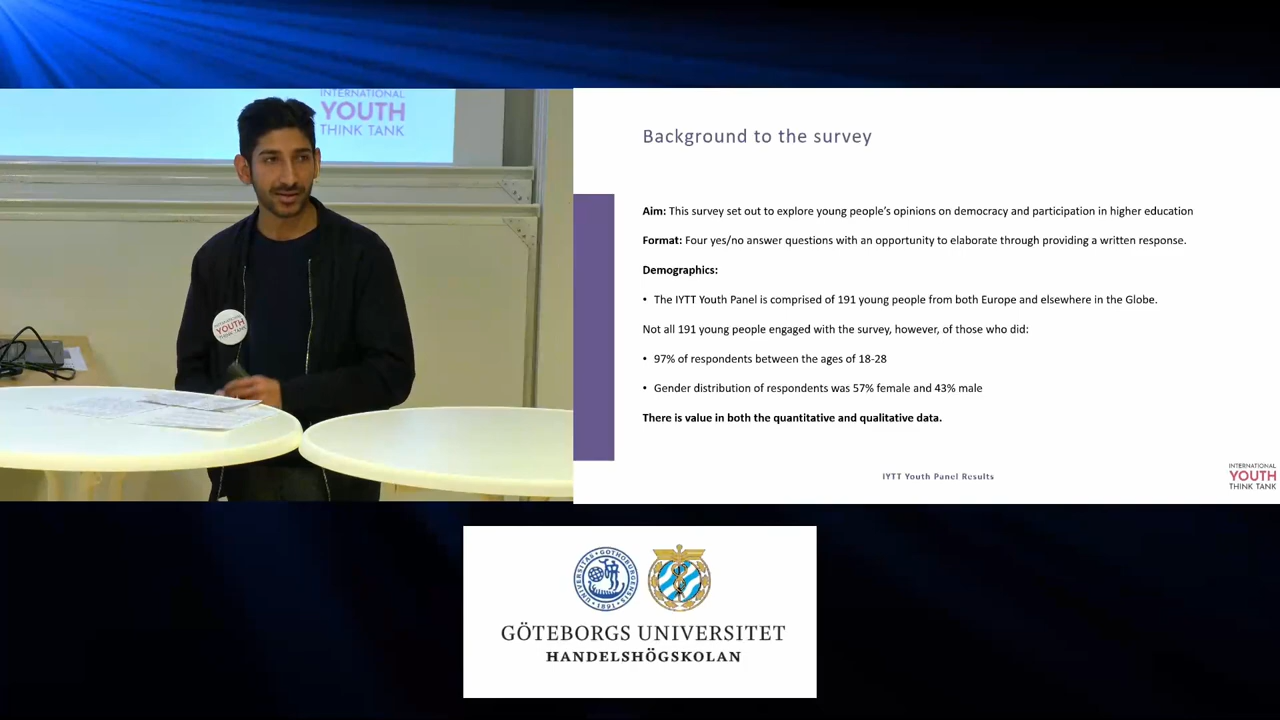 INTERNATIONAL
YOUTH
THINK TANK
YOUTH
Background to the survey
Aim: This survey set out to explore young people’s opinions on democracy and participation in higher education
Format: Four yes/no answer questions with an opportunity to elaborate through providing a written response.
Demographics:
• The IYTT Youth Panel is comprised of 191 young people from both Europe and elsewhere in the Globe.
Not all 191 young people engaged with the survey, however, of those who did:
• 97% of respondents between the ages of 18-28
• Gender distribution of respondents was 57% female and 43% male
There is value in both the quantitative and qualitative data.
IYTT Youth Panel Results
INTERNATIONAL
YOUTH
THINK TANK
UNIVERSITAS · GOTHOBURGENSIS
1891
GÖTEBORGS UNIVERSITET
HANDELSHÖGSKOLAN